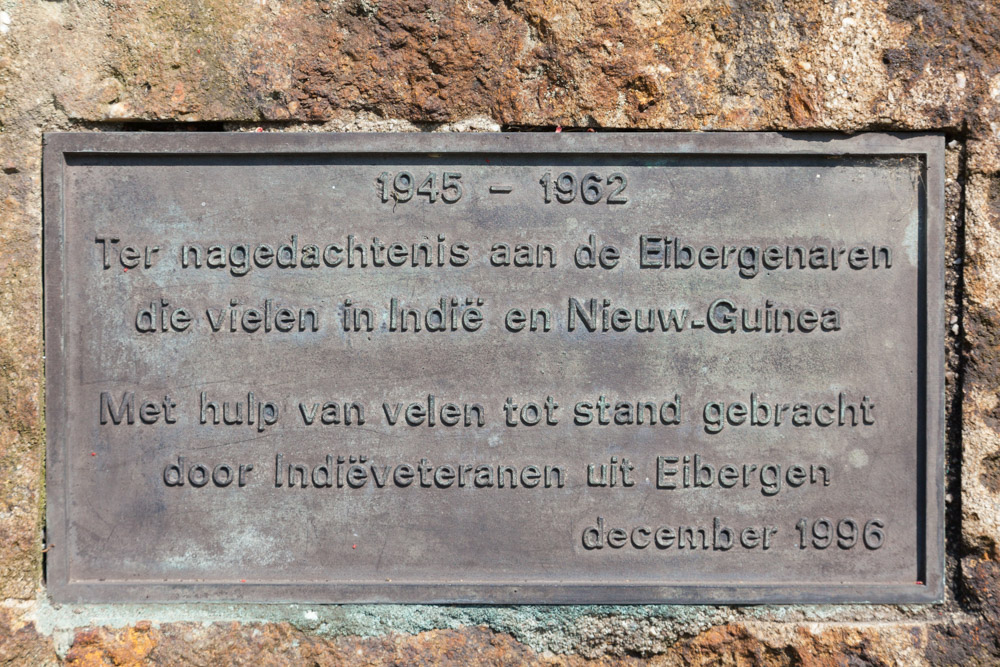 1945 – 1962
Ter nagedachtenis aan de Eibergenaren
die vielen in Indië en Nieuw-Guinea
Met hulp van velen tot stand gebracht
door Indiëveteranen uit Eibergen
december 1996